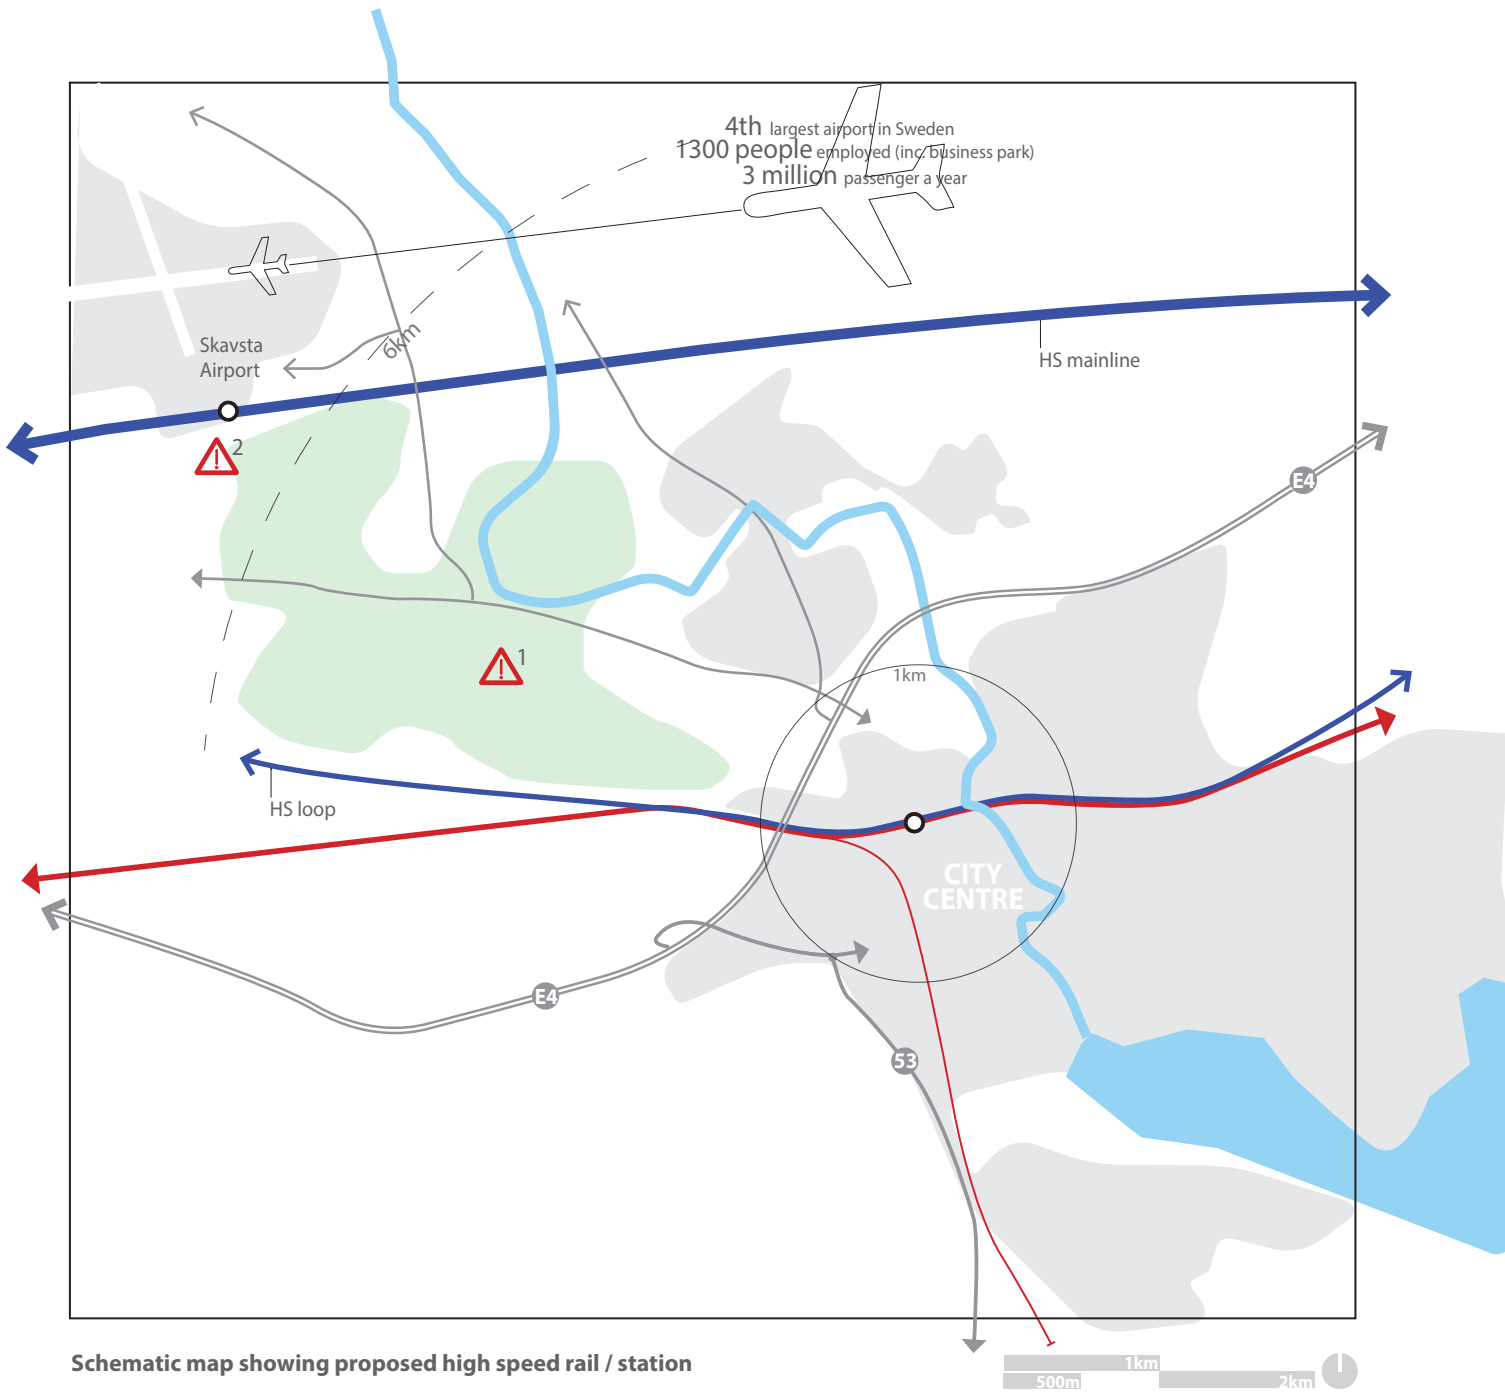 4th largest airport in Sweden
1300 people employed (inc. business park)
3 million passenger a year
6km
Skavsta
Airport
HS mainline
2
E4
1
1km
HS loop
CITY
CENTRE
E4
53
Schematic map showing proposed high speed rail / station
1km
500m
2km